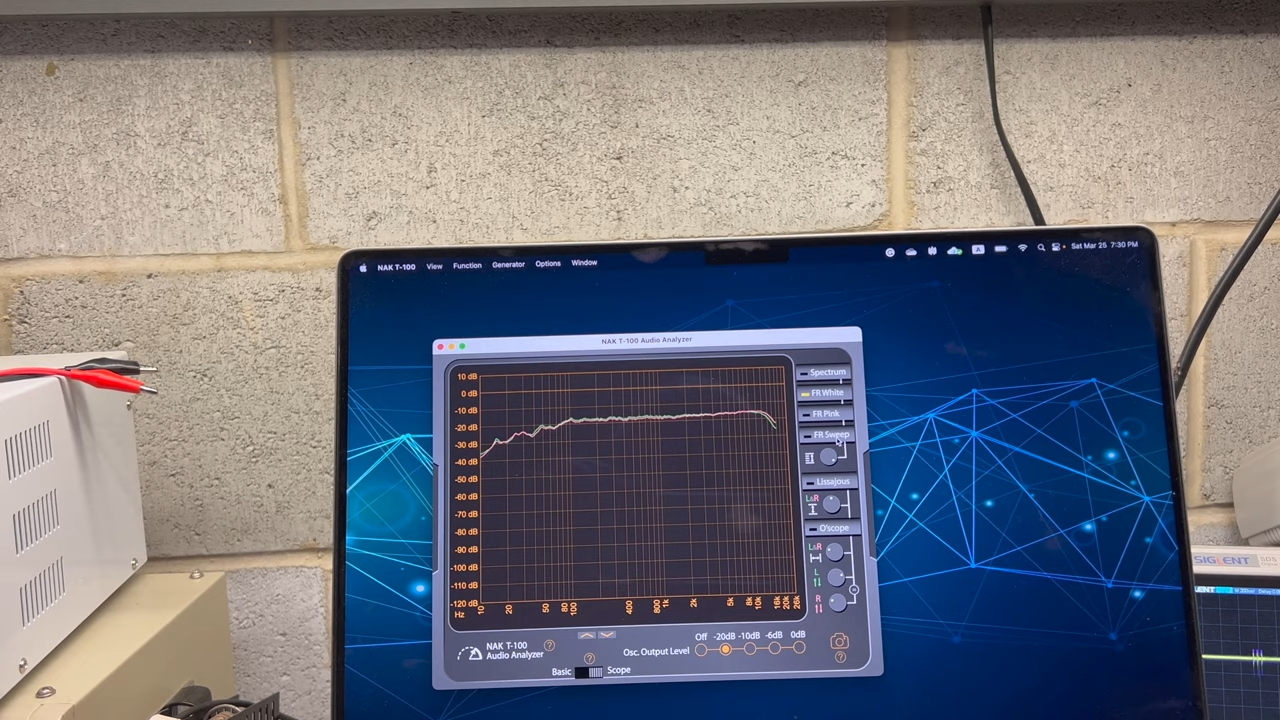 NAK T-100 View Function Generator Options Window A Sat Mar 25 7:30 PM
NAK T-100 Audio Analyzer
10 dB
0 dB
-10 dB
-20 dB
-30 dB
-40 dB
-50 dB
-60 dB
-70 dB
-80 dB
-90 dB
-100 dB
-110 dB
-120 dB
Hz
10 20 50 80 100 400 800 1k 2k 5k 8k 10k 16k 20k 26k
Spectrum
FR White
FR Pink
FR Sweep
Lissajous
L&R
O'scope
L&R
L
R
NAK T-100
Audio Analyzer
?
?
Basic
Scope
Osc. Output Level
Off -20dB -10dB -6dB 0dB
?
SIGLENT